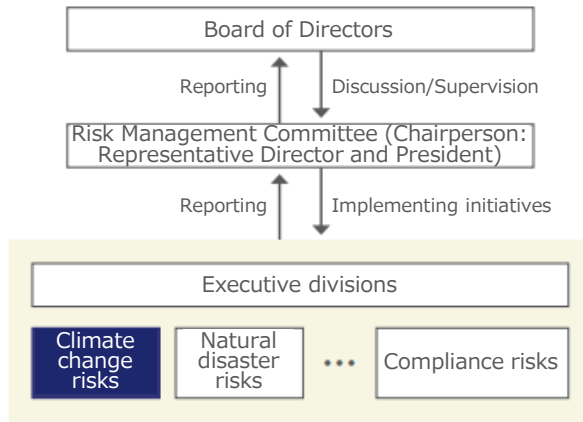 Board of Directors
Reporting
Discussion/Supervision
Risk Management Committee (Chairperson:
Representative Director and President)
Reporting
Implementing initiatives
Executive divisions
Climate
change
risks
Natural
disaster
risks
•••
Compliance risks